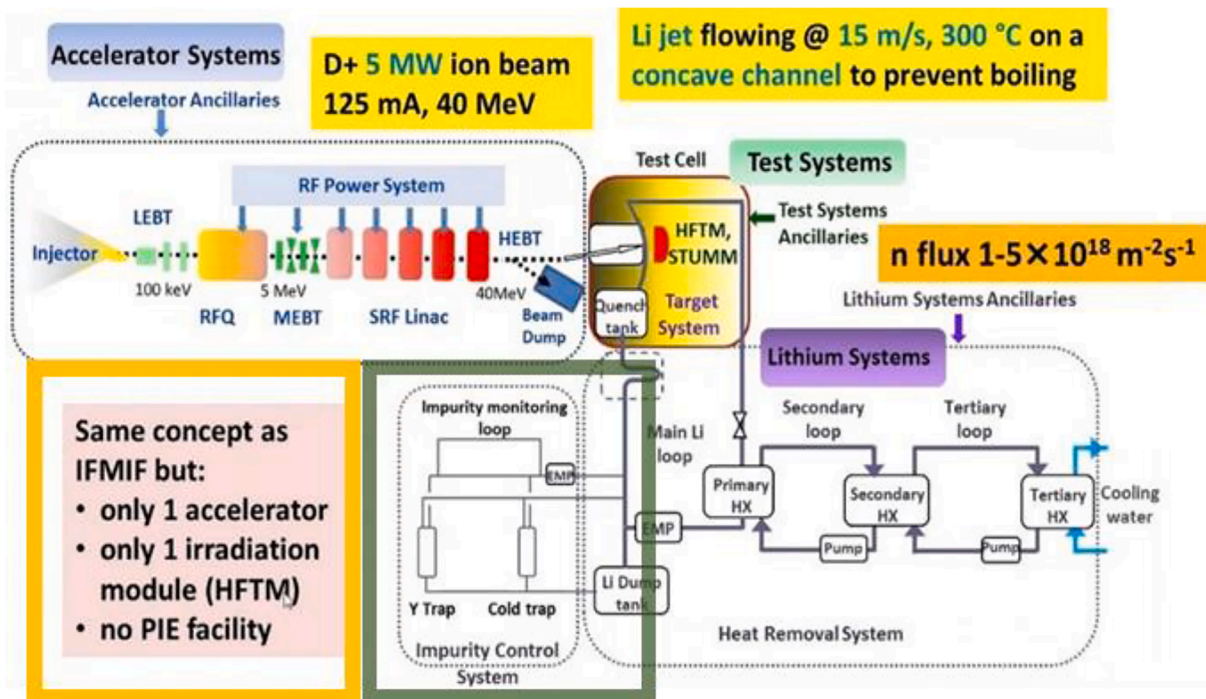 Accelerator Systems
Accelerator Ancillaries
D+ 5 MW ion beam
125 mA, 40 MeV
Li jet flowing @ 15 m/s, 300 °C on a
concave channel to prevent boiling
RF Power System
LEBT
Injector
100 keV
RFQ
5 MeV
MEBT
SRF Linac
HEBT
40MeV
Beam
Dump
Test Cell
HFTM,
STUMM
Quench
tank
Target
System
Test Systems
Test Systems
Ancillaries
n flux 1-5×10¹⁸ m⁻²s⁻¹
Lithium Systems Ancillaries
Lithium Systems
Same concept as
IFMIF but:
• only 1 accelerator
• only 1 irradiation
module (HFTM)
• no PIE facility
Impurity monitoring
loop
EMP
Y Trap
Cold trap
Impurity Control
System
Main Li
loop
EMP
Li Dump
tank
Primary
HX
Secondary
loop
Pump
Secondary
HX
Tertiary
loop
Pump
Tertiary
HX
Cooling
water
Heat Removal System